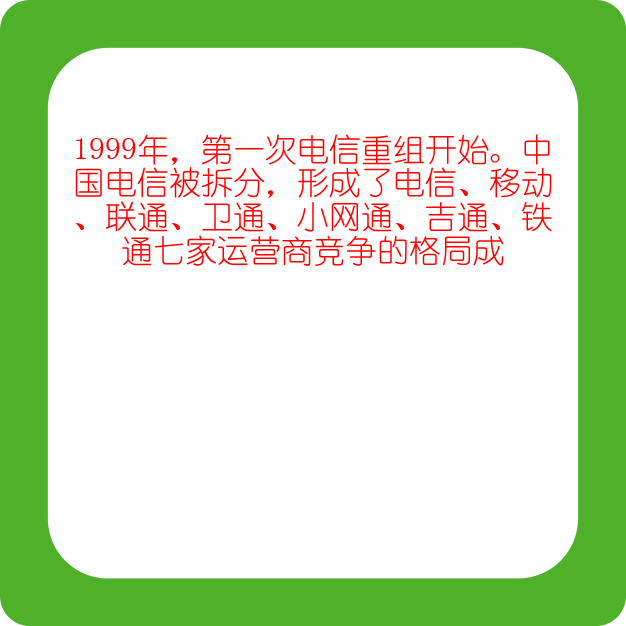 1999年，第一次电信重组开始。中
国电信被拆分，形成了电信、移动
、联通、卫通、小网通、吉通、铁
通七家运营商竞争的格局成